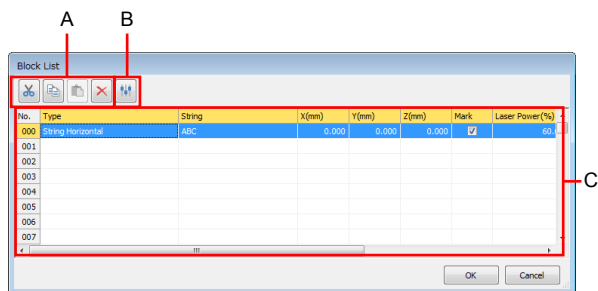 A B
Block List
No. Type String X(mm) Y(mm) Z(mm) Mark Laser Power(%)
000 String Horizontal ABC 0.000 0.000 0.000 60.
001
002
003
004
005
006
007
C
OK Cancel